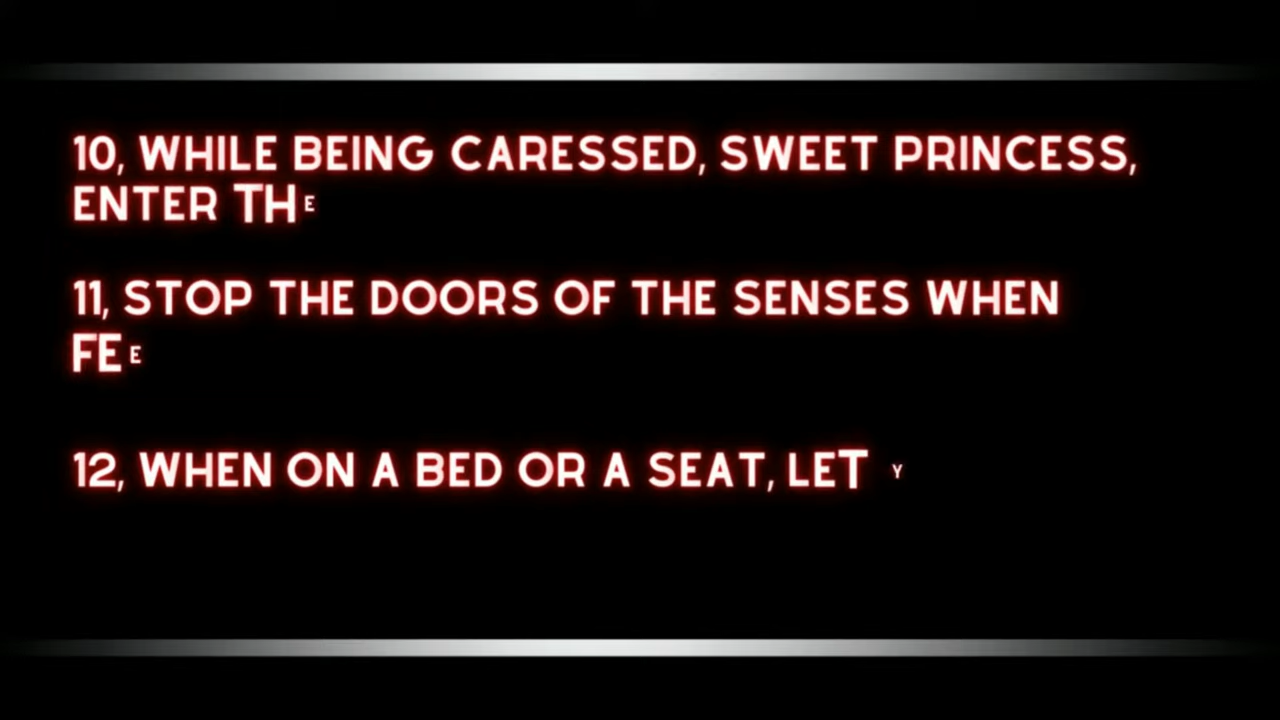 10, WHILE BEING CARESSED, SWEET PRINCESS,
ENTER THE
11, STOP THE DOORS OF THE SENSES WHEN
FEE
12, WHEN ON A BED OR A SEAT, LET Y